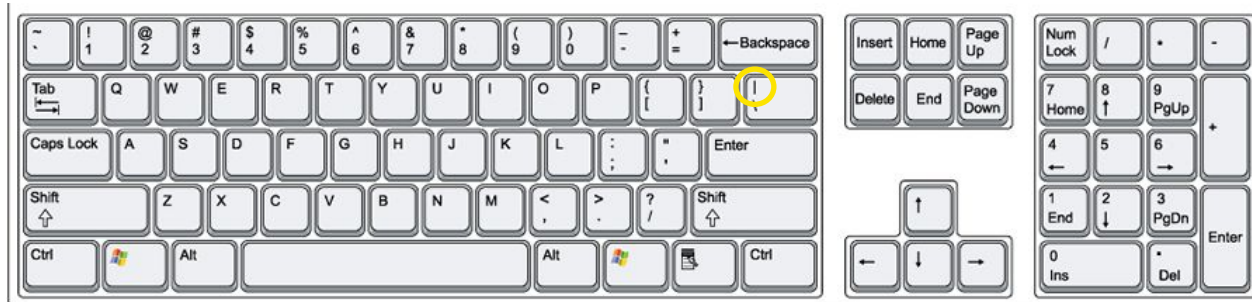 ~ ! @ # $ % ^ & * ( ) – +
` 1 2 3 4 5 6 7 8 9 0 - = ←Backspace
Tab Q W E R T Y U I O P { [ } ] | \
Caps Lock A S D F G H J K L : ; " ' Enter
Shift Z X C V B N M < , > . ? / Shift
Ctrl Alt Alt Ctrl
Insert Home Page Up
Delete End Page Down
↑
← ↓ →
Num Lock / * -
7 Home 8 ↑ 9 PgUp +
4 ← 5 6 →
1 End 2 ↓ 3 PgDn Enter
0 Ins . Del